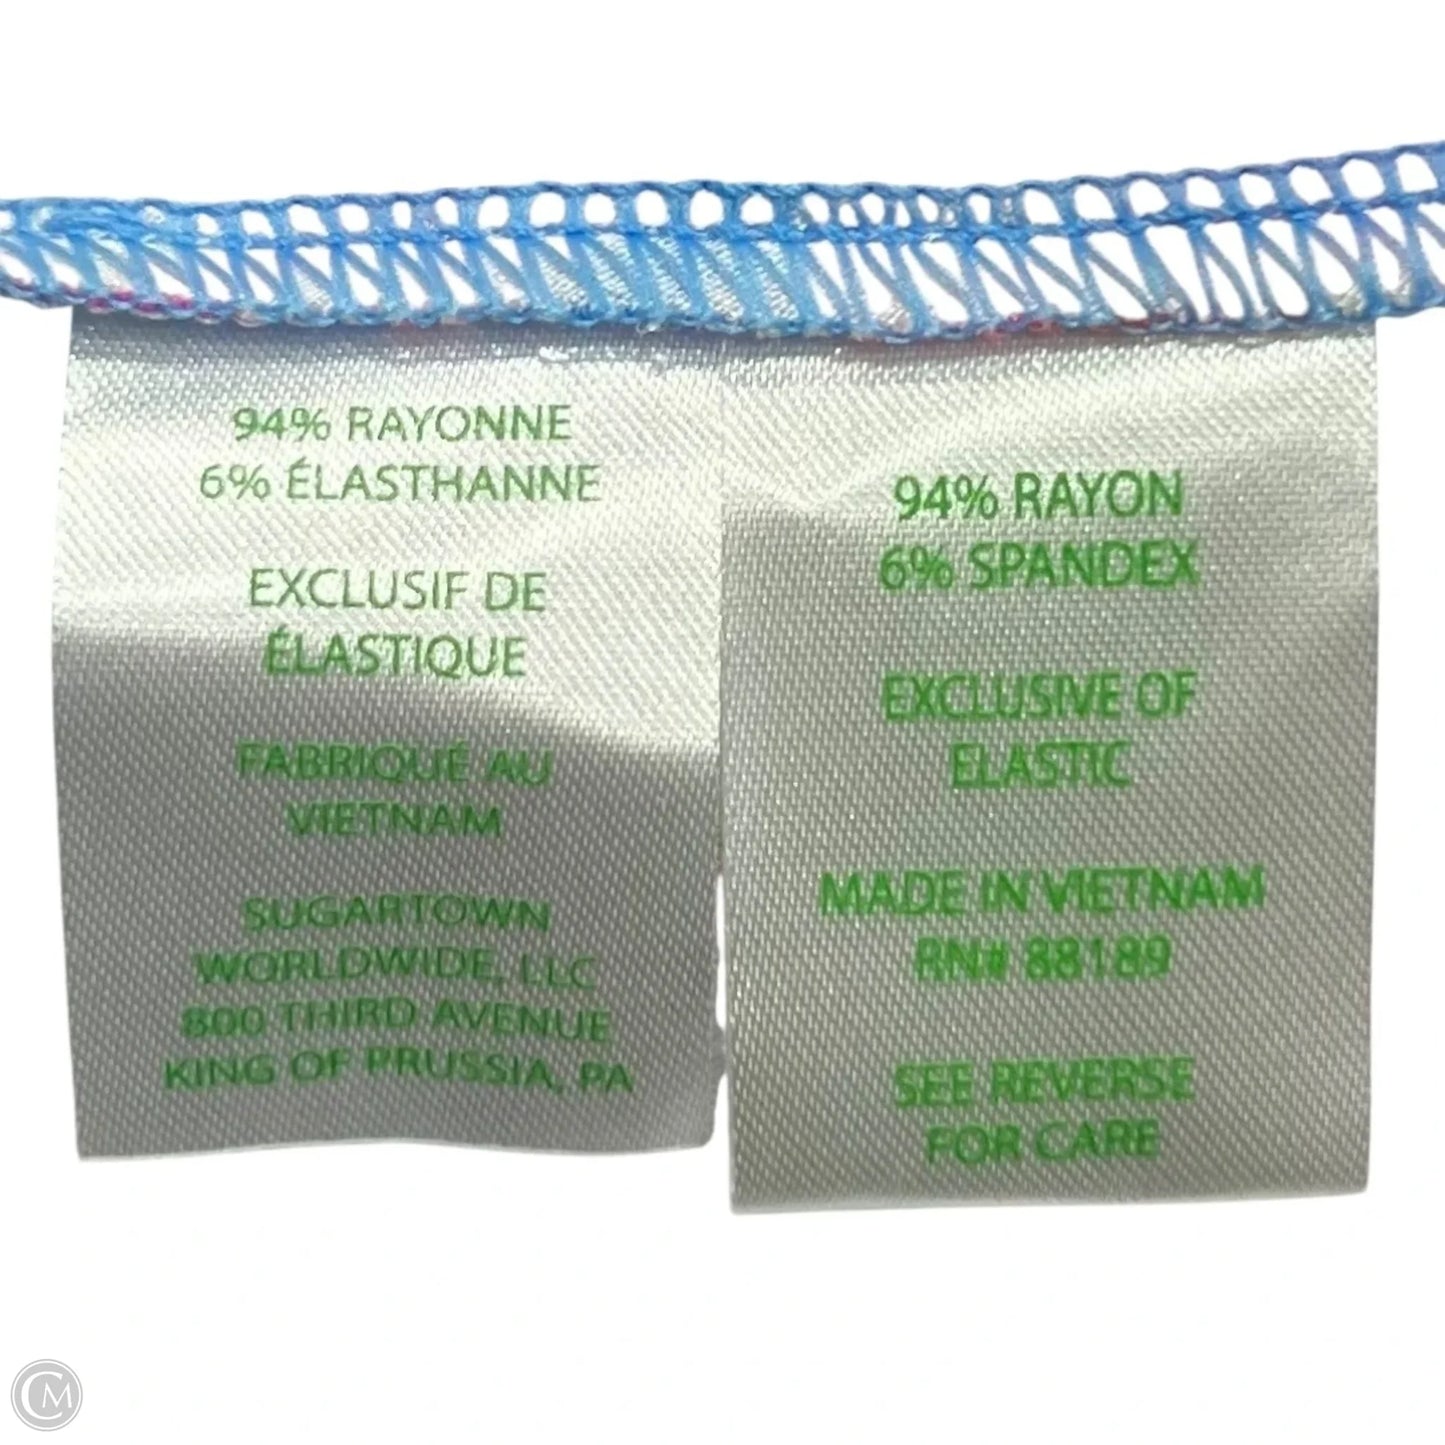 94% RAYONNE
6% ÉLASTHANNE
EXCLUSIF DE
ÉLASTIQUE
FABRIQUÉ AU
VIETNAM
SUGARTOWN
WORLDWIDE, LLC
800 THIRD AVENUE
KING OF PRUSSIA, PA
94% RAYON
6% SPANDEX
EXCLUSIVE OF
ELASTIC
MADE IN VIETNAM
RN# 88189
SEE REVERSE
FOR CARE
CM